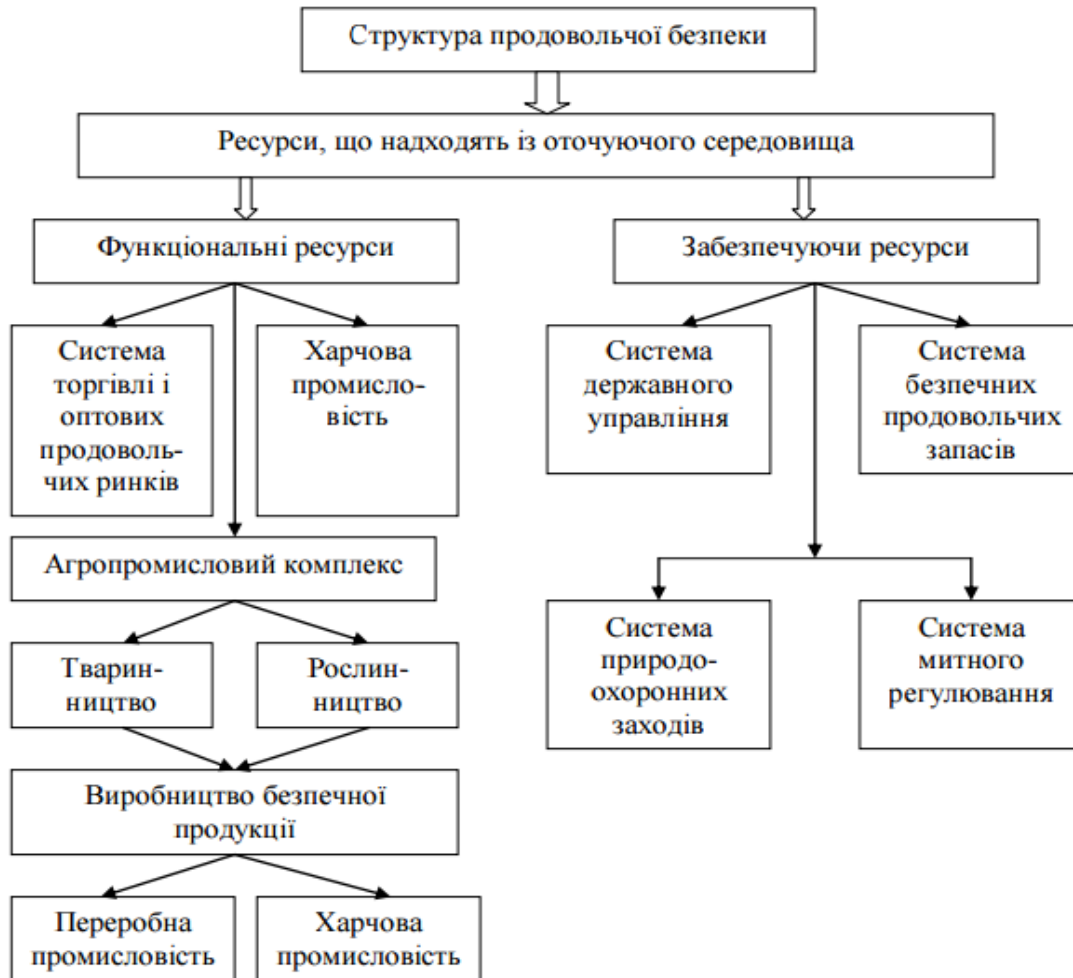 Структура продовольчої безпеки
Ресурси, що надходять із оточуючого середовища
Функціональні ресурси
Забезпечуючи ресурси
Система
торгівлі і
оптових
продоволь-
чих ринків
Харчова
промисло-
вість
Система
державного
управління
Система
безпечних
продовольчих
запасів
Агропромисловий комплекс
Тварин-
ництво
Рослин-
ництво
Система
природо-
охоронних
заходів
Система
митного
регулювання
Виробництво безпечної
продукції
Переробна
промисловість
Харчова
промисловість